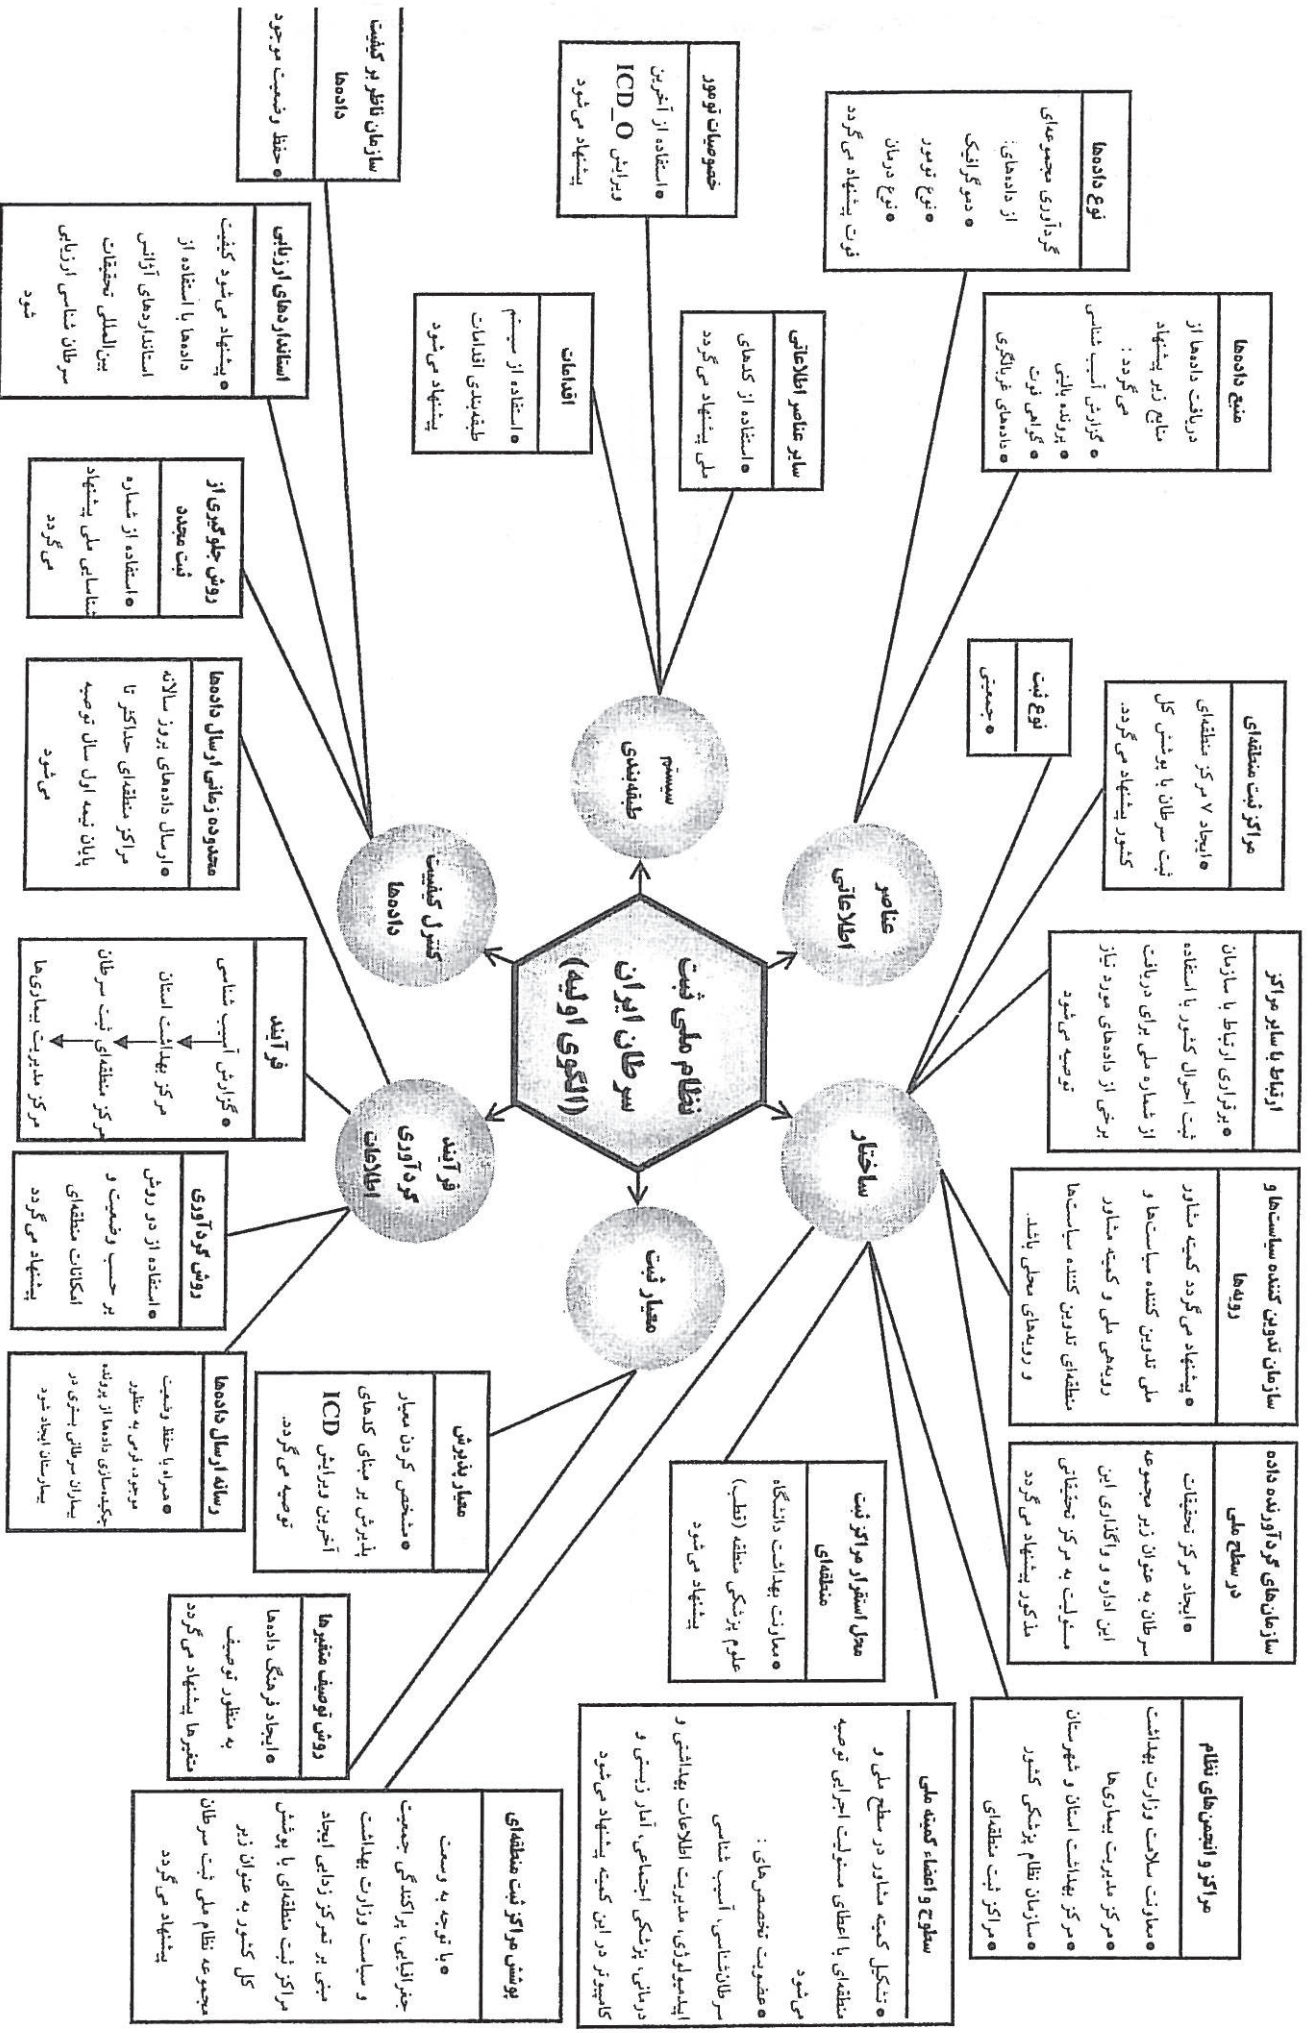 نظام ملی ثبت
سرطان ایران
(الگوی اولیه)
عناصر
اطلاعاتی
نوع داده‌ها
گردآوری مجموعه‌ای
از داده‌های:
• دموگرافیک
• نوع تومور
• نوع درمان
فوت پیشنهاد می‌گردد
منبع داده‌ها
دریافت داده‌ها از
منابع زیر پیشنهاد
می‌گردد:
• گزارش آسیب شناسی
• پرونده بالینی
• گواهی فوت
• داده‌های غربالگری
سیستم
طبقه‌بندی
خصوصیات تومور
• استفاده از آخرین
ویرایش ICD_O
پیشنهاد می‌شود
سایر عناصر اطلاعاتی
• استفاده از کدهای
ملی پیشنهاد می‌گردد
اقدامات
• استفاده از سیستم
طبقه‌بندی اقدامات
پیشنهاد می‌شود
کنترل کیفیت
داده‌ها
سازمان ناظر بر کیفیت
داده‌ها
• حفظ وضعیت موجود
استانداردهای ارزیابی
• پیشنهاد می‌شود کیفیت
داده‌ها با استفاده از
استانداردهای آژانس
بین‌المللی تحقیقات
سرطان شناسی ارزیابی
شود
روش جلوگیری از
ثبت مجدد
• استفاده از شماره
شناسایی ملی پیشنهاد
می‌گردد
فرآیند
گردآوری
اطلاعات
محدوده زمانی ارسال داده‌ها
• ارسال داده‌های بروز سالانه
مراکز منطقه‌ای حداکثر تا
پایان نیمه اول سال توصیه
می‌شود
فرآیند
• گزارش آسیب شناسی
مرکز بهداشت استان
مرکز منطقه‌ای ثبت سرطان
مرکز مدیریت بیماری‌ها
روش گردآوری
• استفاده از دو روش
بر حسب وضعیت و
امکانات منطقه‌ای
پیشنهاد می‌گردد
رسانه ارسال داده‌ها
• همراه با حفظ وضعیت
موجود، فرمی به منظور
چکیده‌سازی داده‌ها از پرونده
بیماران سرطانی بستری در
بیمارستان ایجاد شود
معیار ثبت
معیار پذیرش
• مشخص کردن معیار
پذیرش بر مبنای کدهای
آخرین ویرایش ICD
توصیه می‌گردد.
روش توصیف متغیرها
• ایجاد فرهنگ داده‌ها
به منظور توصیف
متغیرها پیشنهاد می‌گردد
ساختار
نوع ثبت
• جمعیتی
مراکز ثبت منطقه‌ای
• ایجاد ۷ مرکز منطقه‌ای
ثبت سرطان با پوشش کل
کشور پیشنهاد می‌گردد.
ارتباط با سایر مراکز
• برقراری ارتباط با سازمان
ثبت احوال کشور با استفاده
از شماره ملی برای دریافت
برخی از داده‌های مورد نیاز
توصیه می‌شود
سازمان تدوین کننده سیاست‌ها و
رویه‌ها
• پیشنهاد می‌گردد کمیته مشاور
ملی تدوین کننده سیاست‌ها و
رویه‌هی ملی و کمیته مشاور
منطقه‌ای تدوین کننده سیاست‌ها
و رویه‌های محلی باشد.
سازمان‌های گردآورنده داده
در سطح ملی
• ایجاد مرکز تحقیقات
سرطان به عنوان زیر مجموعه
این اداره و واگذاری این
مسئولیت به مرکز تحقیقاتی
مذکور پیشنهاد می‌گردد
مراکز و انجمن‌های نظام
• معاونت سلامت وزارت بهداشت
• مرکز مدیریت بیماری‌ها
• مرکز بهداشت استان و شهرستان
• سازمان نظام پزشکی کشور
• مراکز ثبت منطقه‌ای
سطوح و اعضاء کمیته ملی
• تشکیل کمیته مشاور در سطح ملی و
منطقه‌ای با اعطای مسئولیت اجرایی توصیه
می‌شود
• عضویت تخصص‌های:
سرطان‌شناسی، آسیب شناسی
اپیدمیولوژی، مدیریت اطلاعات بهداشتی و
درمانی، پزشکی اجتماعی، آمار زیستی و
کامپیوتر در این کمیته پیشنهاد می‌شود
محل استقرار مراکز ثبت
منطقه‌ای
• معاونت بهداشت دانشگاه
علوم پزشکی منطقه (قطب)
پیشنهاد می‌شود
پوشش مراکز ثبت منطقه‌ای
• با توجه به وسعت
جغرافیایی، پراکندگی جمعیت
و سیاست وزارت بهداشت
مبنی بر تمرکز زدایی ایجاد
مراکز ثبت منطقه‌ای با پوشش
کل کشور به عنوان زیر
مجموعه نظام ملی ثبت سرطان
پیشنهاد می‌گردد